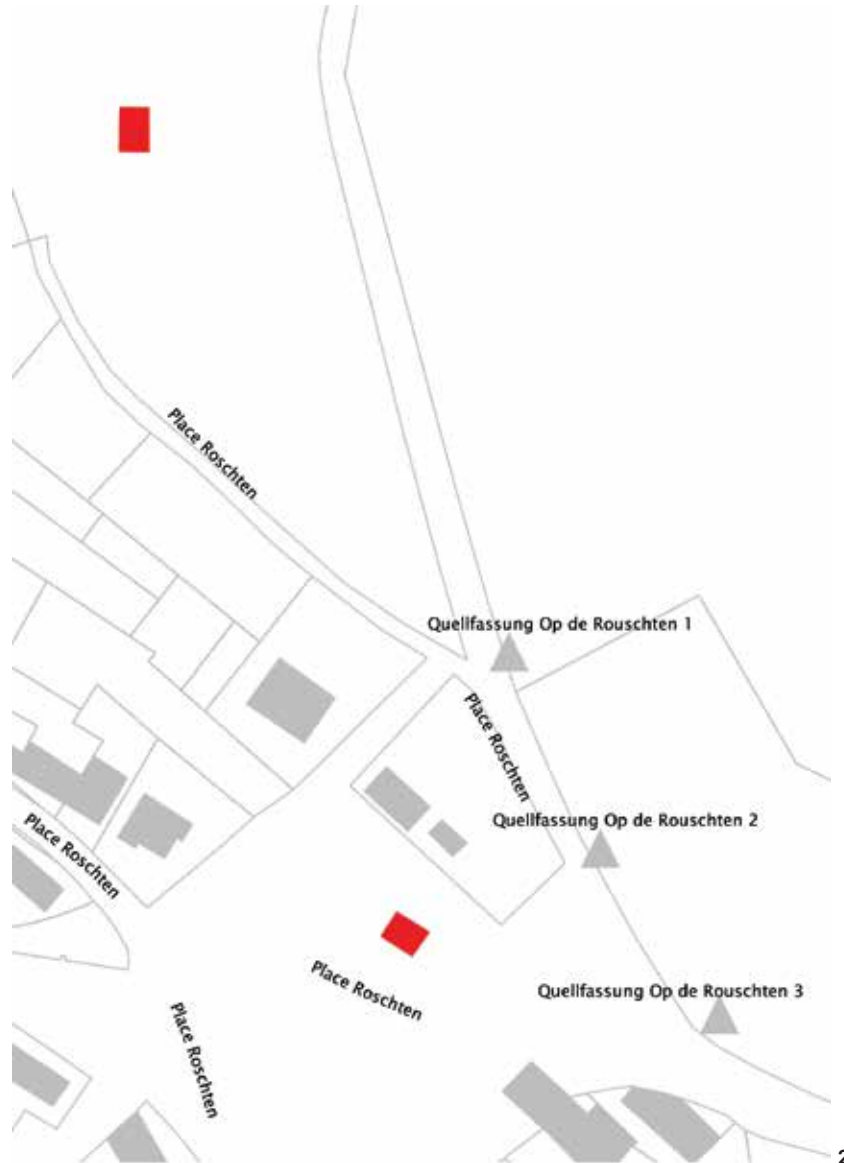 Place Roschten
Quellfassung Op de Rouschten 1
Place Roschten
Quellfassung Op de Rouschten 2
Place Roschten
Place Roschten
Quellfassung Op de Rouschten 3
Place Roschten
2